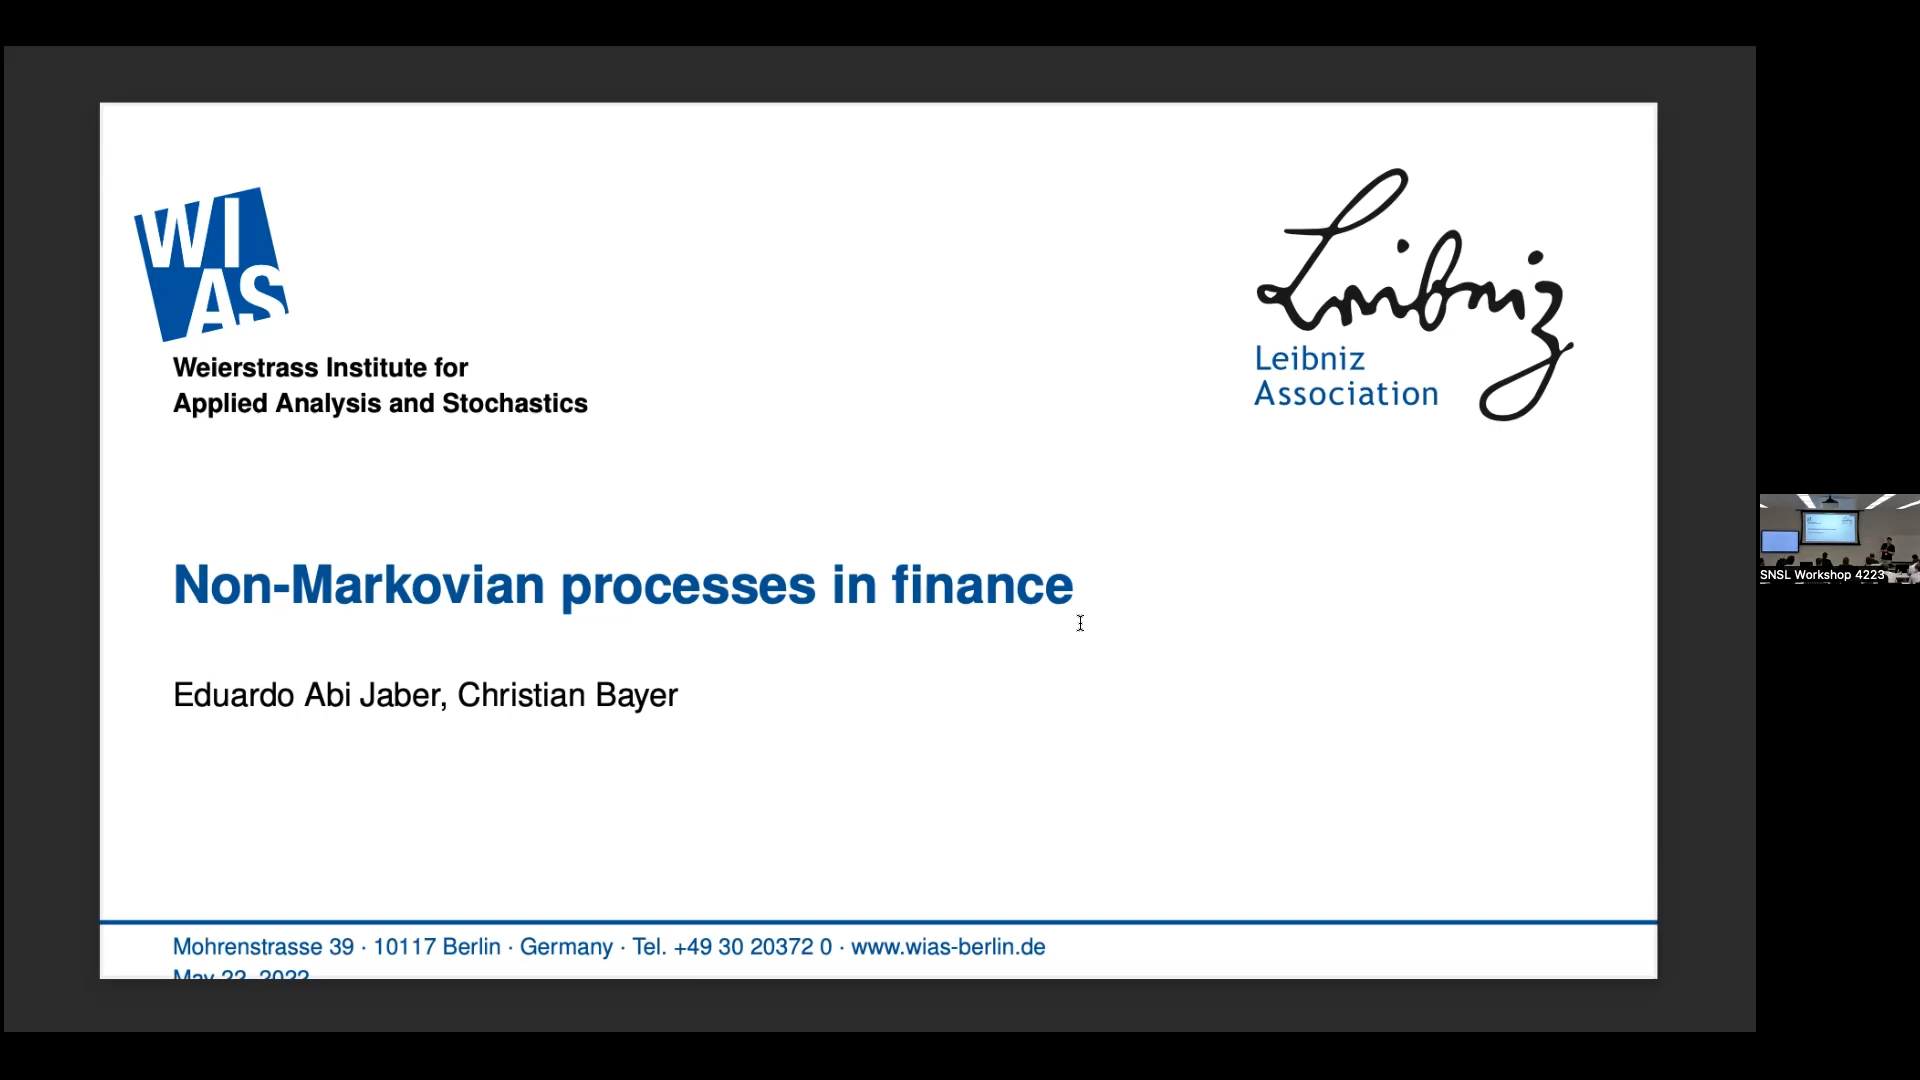 WI
AS
Weierstrass Institute for
Applied Analysis and Stochastics
Leibniz
Leibniz
Association
Non-Markovian processes in finance
Eduardo Abi Jaber, Christian Bayer
Mohrenstrasse 39 · 10117 Berlin · Germany · Tel. +49 30 20372 0 · www.wias-berlin.de
May 22, 2022
SNSL Workshop 4223